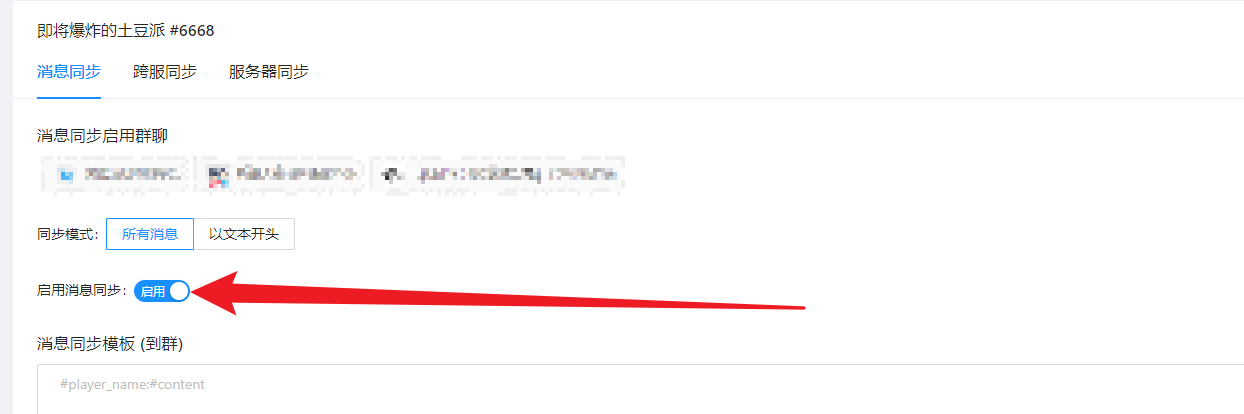 即将爆炸的土豆派 #6668
消息同步 跨服同步 服务器同步
消息同步启用群聊
同步模式: 所有消息 以文本开头
启用消息同步: 启用
消息同步模板 (到群)
#player_name:#content